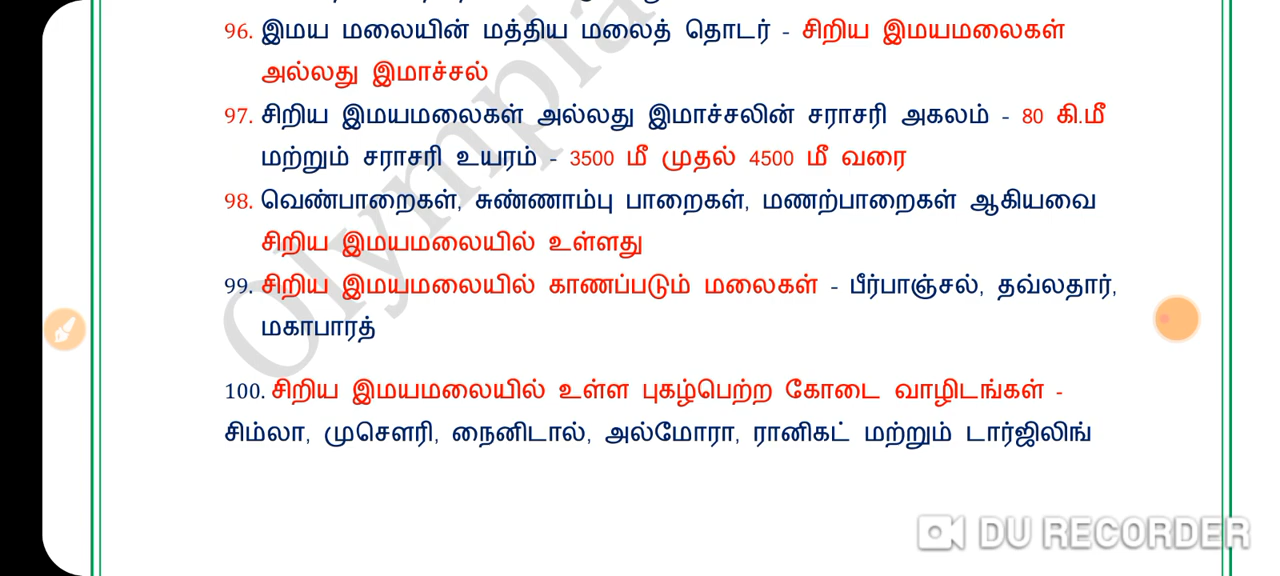 96. இமய மலையின் மத்திய மலைத் தொடர் - சிறிய இமயமலைகள்
அல்லது இமாச்சல்
97. சிறிய இமயமலைகள் அல்லது இமாச்சலின் சராசரி அகலம் - 80 கி.மீ
மற்றும் சராசரி உயரம் - 3500 மீ முதல் 4500 மீ வரை
98. வெண்பாறைகள், சுண்ணாம்பு பாறைகள், மணற்பாறைகள் ஆகியவை
சிறிய இமயமலையில் உள்ளது
99. சிறிய இமயமலையில் காணப்படும் மலைகள் - பீர்பாஞ்சல், தவ்லதார்,
மகாபாரத்
100. சிறிய இமயமலையில் உள்ள புகழ்பெற்ற கோடை வாழிடங்கள் -
சிம்லா, முசௌரி, நைனிடால், அல்மோரா, ரானிகட் மற்றும் டார்ஜிலிங்
DU RECORDER